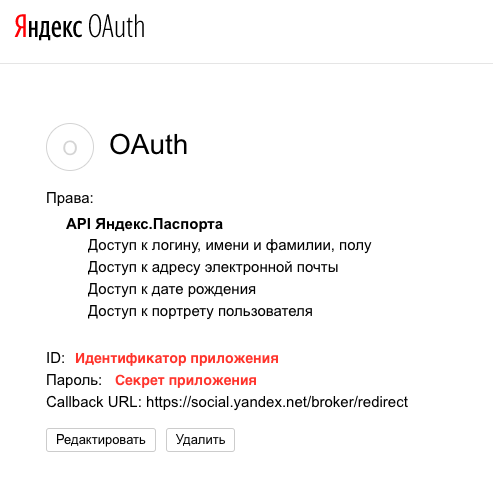 Яндекс OAuth
O
OAuth
Права:
API Яндекс.Паспорта
Доступ к логину, имени и фамилии, полу
Доступ к адресу электронной почты
Доступ к дате рождения
Доступ к портрету пользователя
ID: Идентификатор приложения
Пароль: Секрет приложения
Callback URL: https://social.yandex.net/broker/redirect
Редактировать Удалить